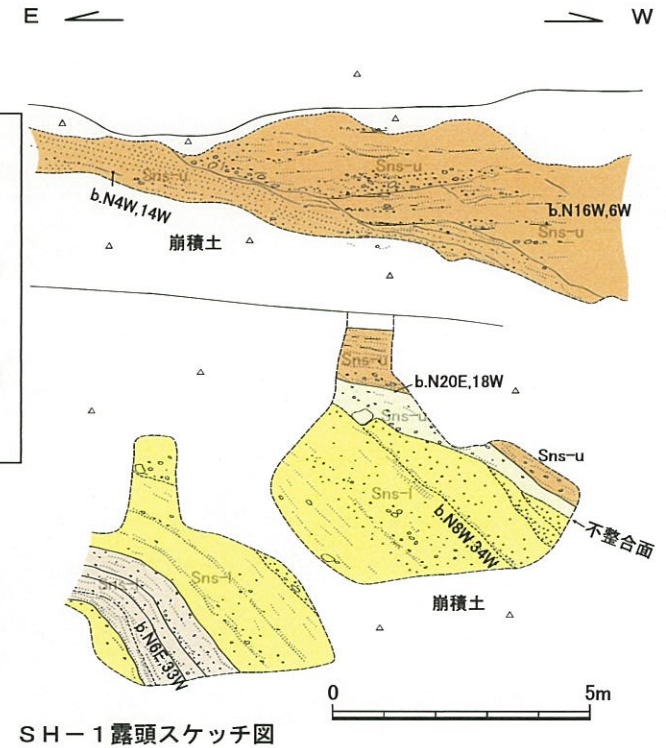 E
W
Sns-u
b.N4W,14W
Sns-u
b.N16W,6W
Sns-u
崩積土
Sns-u
b.N20E,18W
Sns-u
Sns-u
Sns-l
b.N8W,34W
不整合面
Sns-l
Sns-l
b.N6E,33W
崩積土
0
5m
SH-1露頭スケッチ図